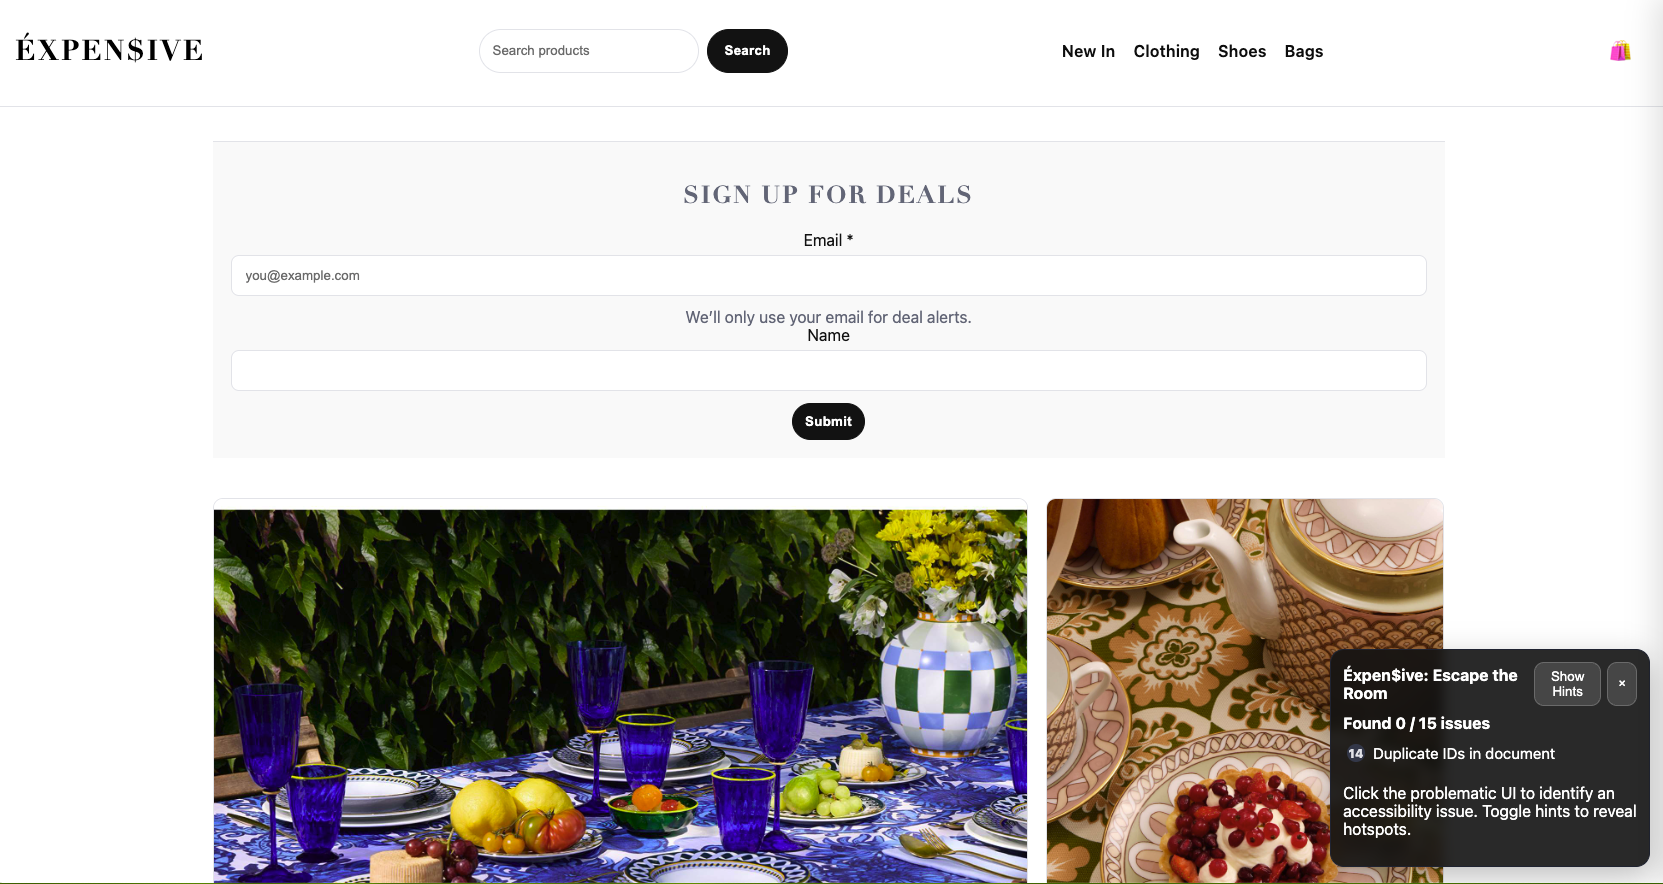 ÉXPEN$IVE
Search products
Search
New In
Clothing
Shoes
Bags
SIGN UP FOR DEALS
Email *
you@example.com
We’ll only use your email for deal alerts.
Name
Submit
Éxpen$ive: Escape the
Room
Show
Hints
×
Found 0 / 15 issues
14 Duplicate IDs in document
Click the problematic UI to identify an
accessibility issue. Toggle hints to reveal
hotspots.